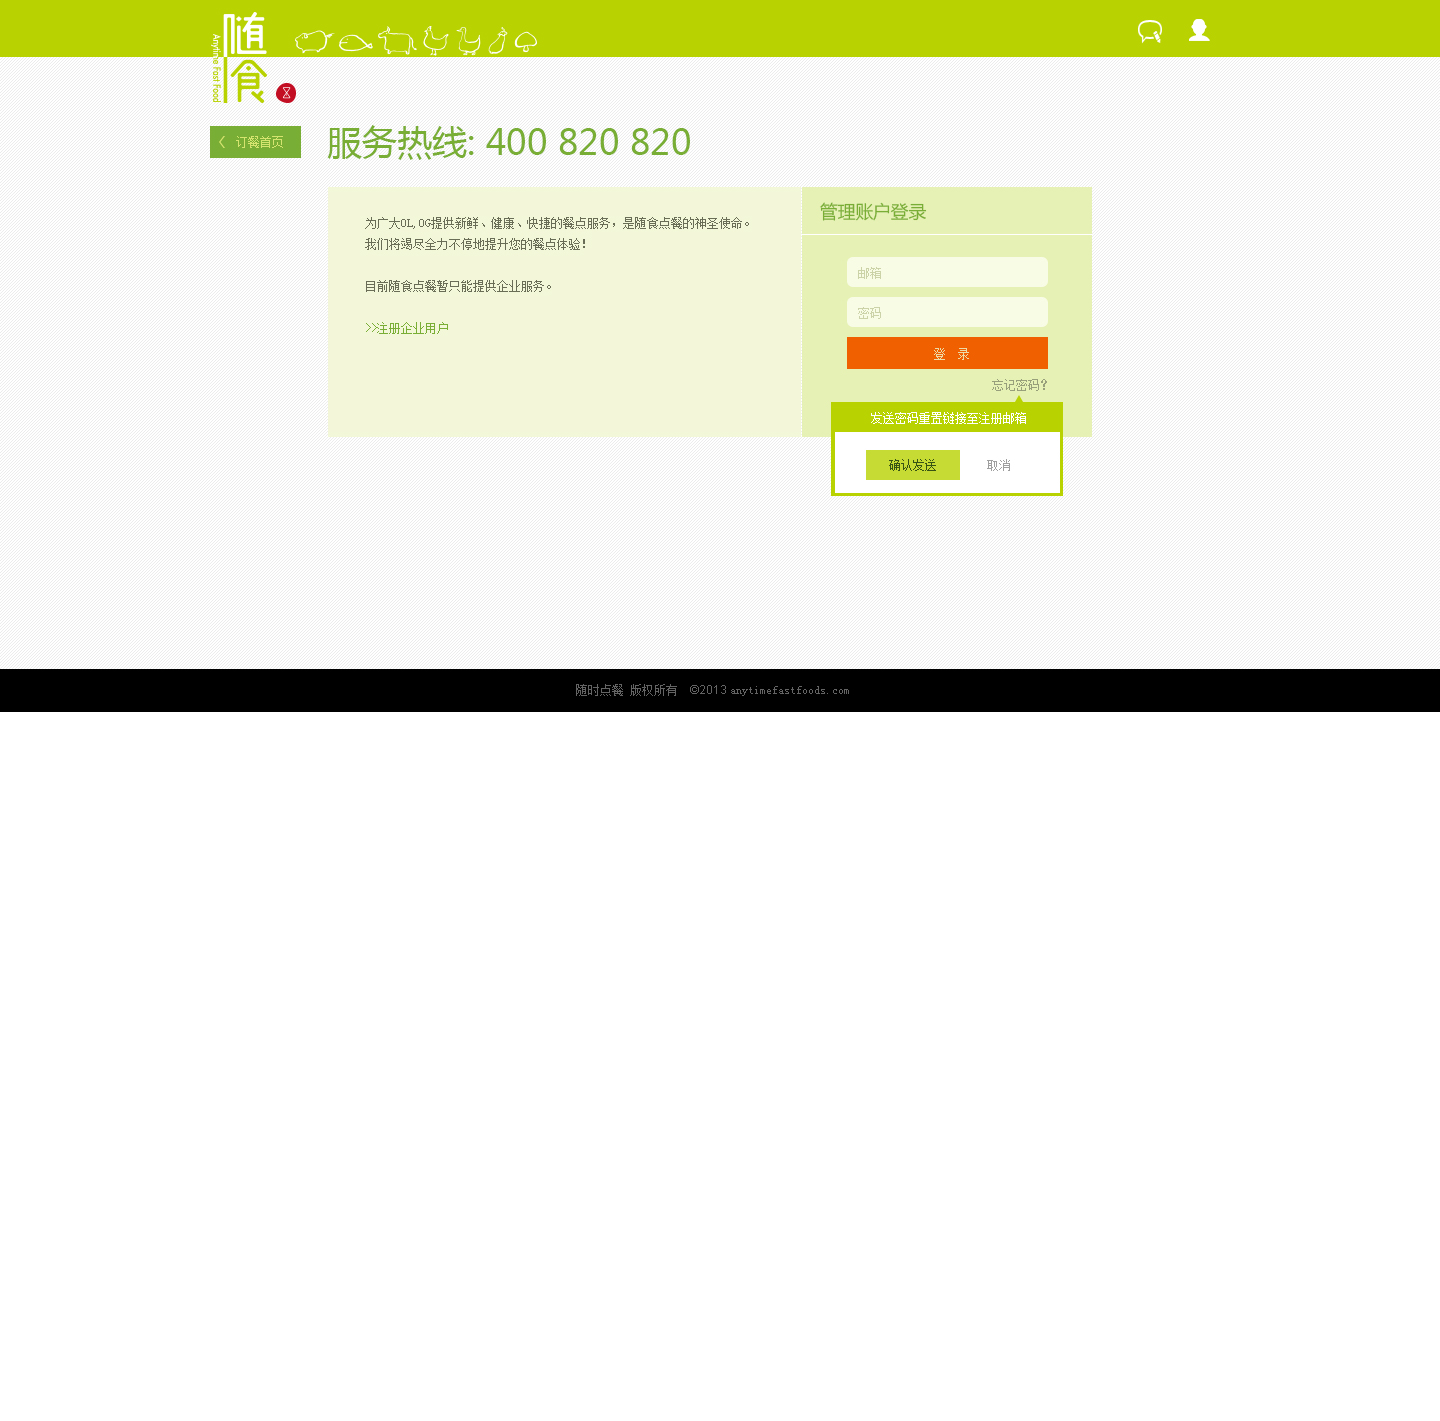 随食
Anytime Fast Food
订餐首页
服务热线: 400 820 820
为广大OL,OG提供新鲜、健康、快捷的餐点服务，是随食点餐的神圣使命。
我们将竭尽全力不停地提升您的餐点体验！
目前随食点餐暂只能提供企业服务。
>>注册企业用户
管理账户登录
邮箱
密码
登 录
忘记密码？
发送密码重置链接至注册邮箱
确认发送 取消
随时点餐 版权所有 ©2013 anytimefastfoods.com